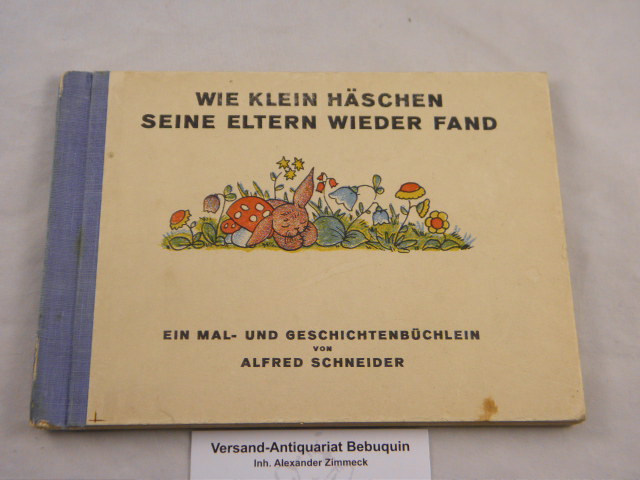 WIE KLEIN HÄSCHEN
SEINE ELTERN WIEDER FAND
EIN MAL- UND GESCHICHTENBÜCHLEIN
VON
ALFRED SCHNEIDER
Versand-Antiquariat Bebuquin
Inh. Alexander Zimmeck